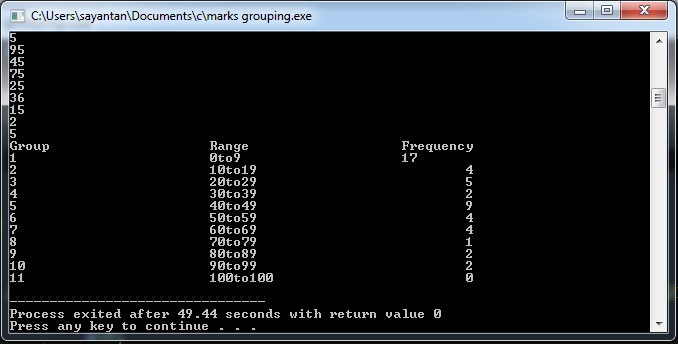 C:\Users\sayantan\Documents\c\marks grouping.exe
5
95
45
75
25
36
15
2
5
Group Range Frequency
1 0to9 17
2 10to19 4
3 20to29 5
4 30to39 2
5 40to49 9
6 50to59 4
7 60to69 4
8 70to79 1
9 80to89 2
10 90to99 2
11 100to100 0
--------------------------------
Process exited after 49.44 seconds with return value 0
Press any key to continue . . .